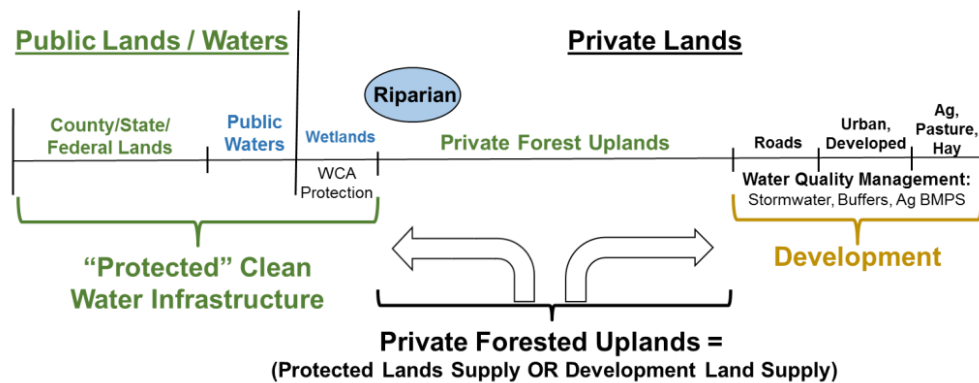 Public Lands / Waters
Private Lands
Riparian
County/State/
Federal Lands
Public
Waters
Wetlands
Private Forest Uplands
Roads
Urban,
Developed
Ag,
Pasture,
Hay
WCA
Protection
Water Quality Management:
Stormwater, Buffers, Ag BMPS
“Protected” Clean
Water Infrastructure
Development
Private Forested Uplands =
(Protected Lands Supply OR Development Land Supply)